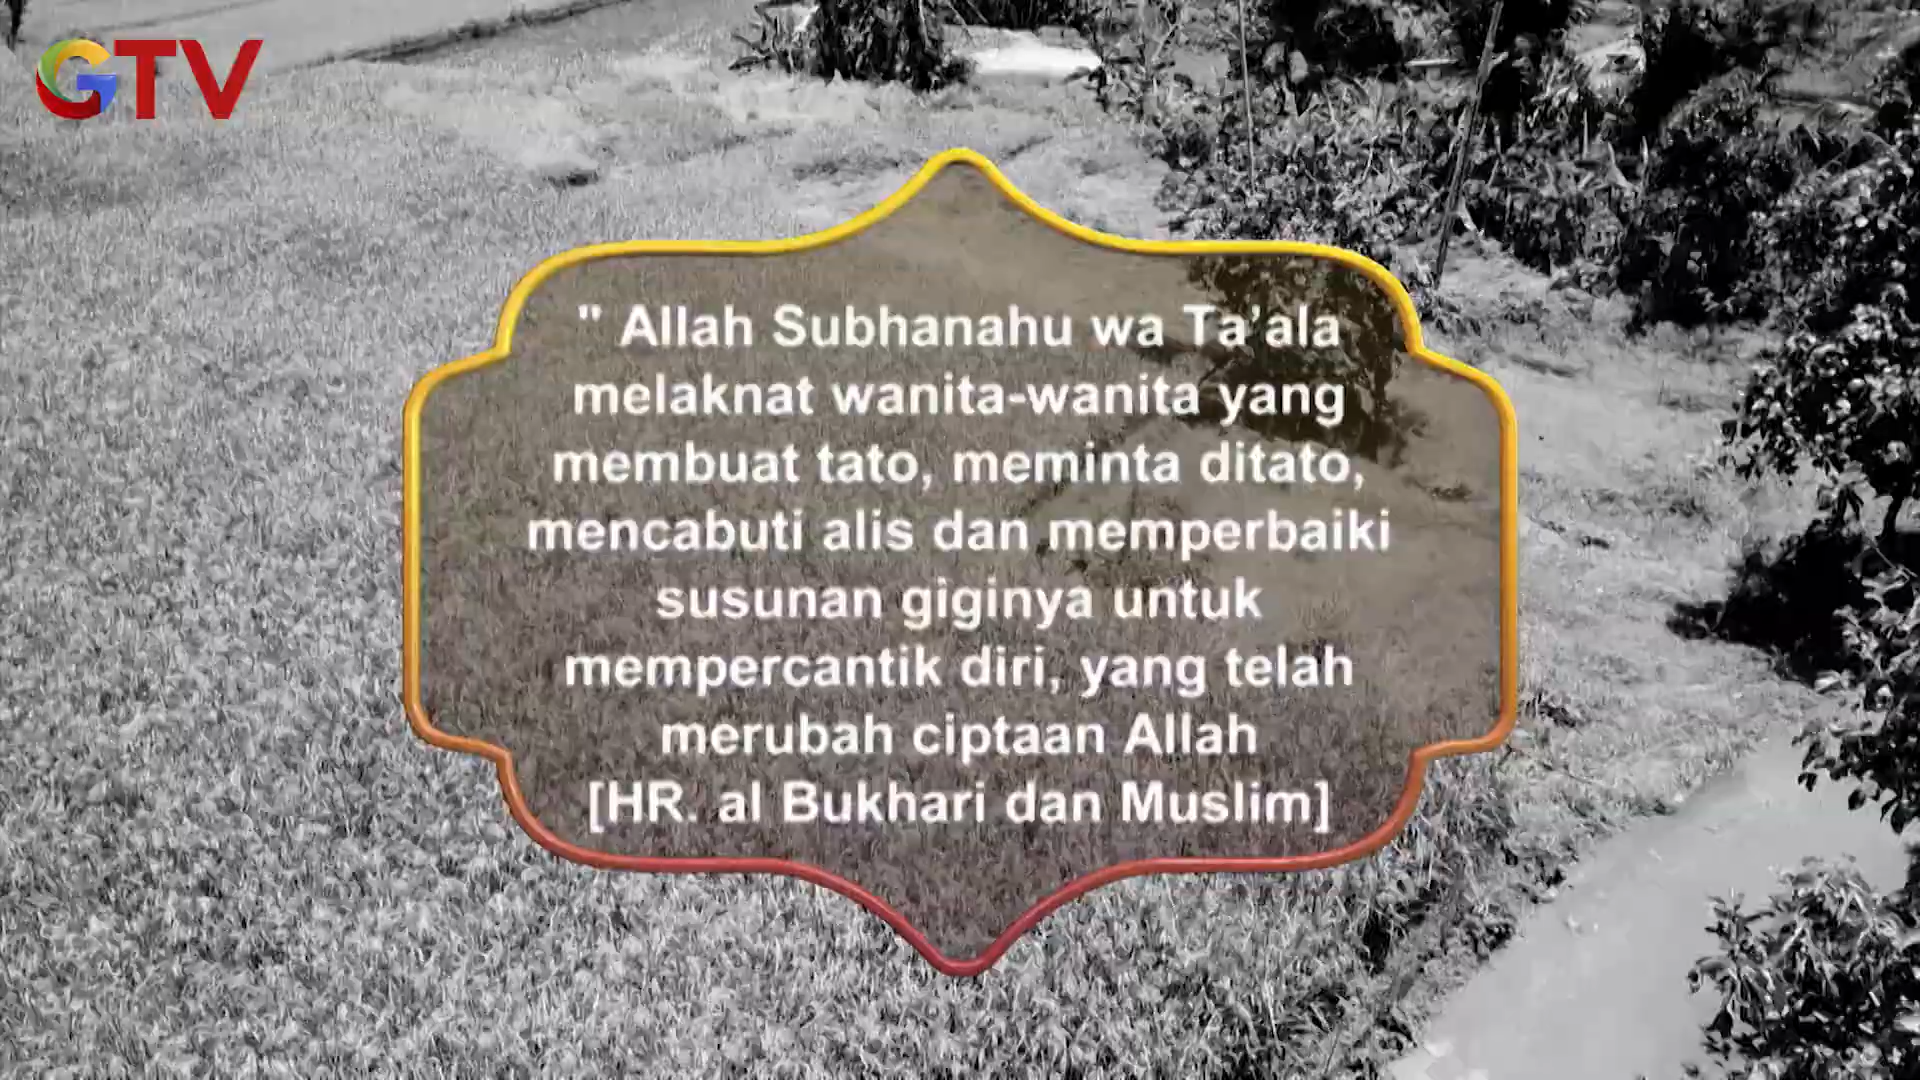 GTV
" Allah Subhanahu wa Ta'ala
melaknat wanita-wanita yang
membuat tato, meminta ditato,
mencabuti alis dan memperbaiki
susunan giginya untuk
mempercantik diri, yang telah
merubah ciptaan Allah
[HR. al Bukhari dan Muslim]